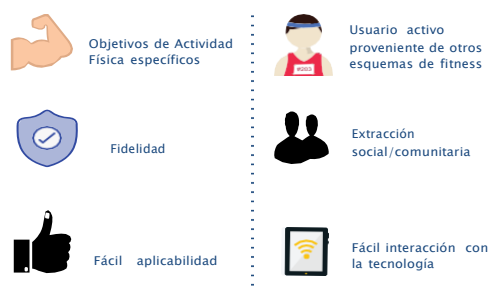 Objetivos de Actividad
Física específicos
Fidelidad
Fácil aplicabilidad
Usuario activo
proveniente de otros
esquemas de fitness
#203
Extracción
social/comunitaria
Fácil interacción con
la tecnología